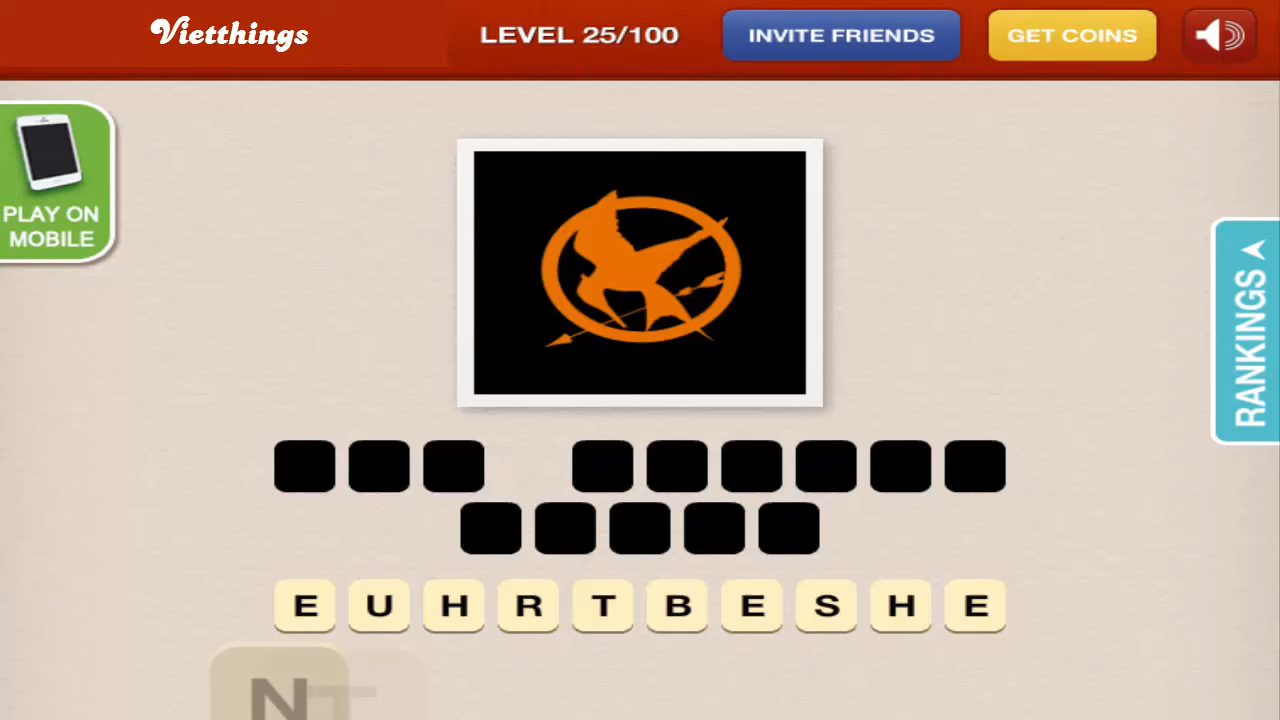 Vietthings
LEVEL 25/100
INVITE FRIENDS
GET COINS
PLAY ON
MOBILE
RANKINGS
E U H R T B E S H E
N T